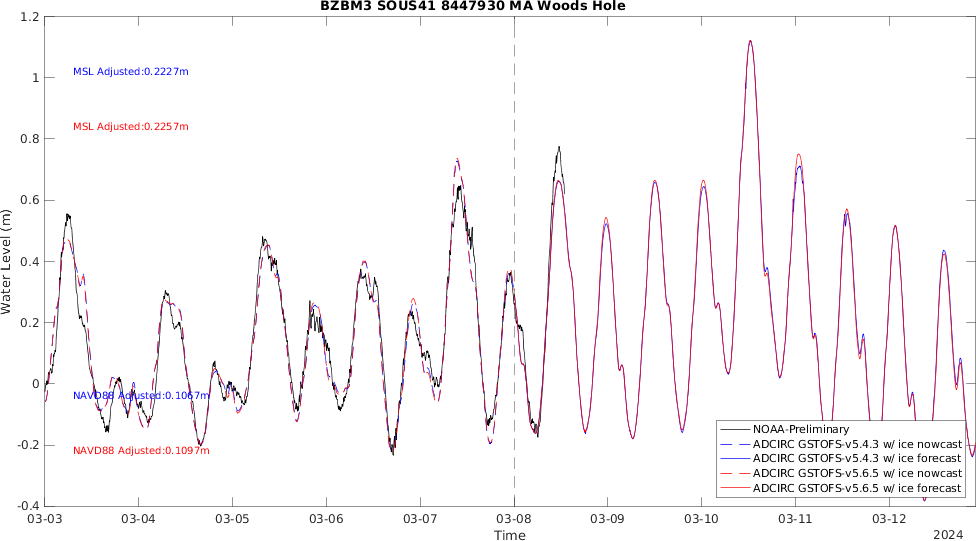 BZBM3 SOUS41 8447930 MA Woods Hole
1.2
1
0.8
0.6
0.4
0.2
0
-0.2
-0.4
Water Level (m)
MSL Adjusted:0.2227m
MSL Adjusted:0.2257m
NAVD88 Adjusted:0.1067m
NAVD88 Adjusted:0.1097m
NOAA-Preliminary
ADCIRC GSTOFS-v5.4.3 w/ ice nowcast
ADCIRC GSTOFS-v5.4.3 w/ ice forecast
ADCIRC GSTOFS-v5.6.5 w/ ice nowcast
ADCIRC GSTOFS-v5.6.5 w/ ice forecast
03-03 03-04 03-05 03-06 03-07 03-08 03-09 03-10 03-11 03-12
Time
2024